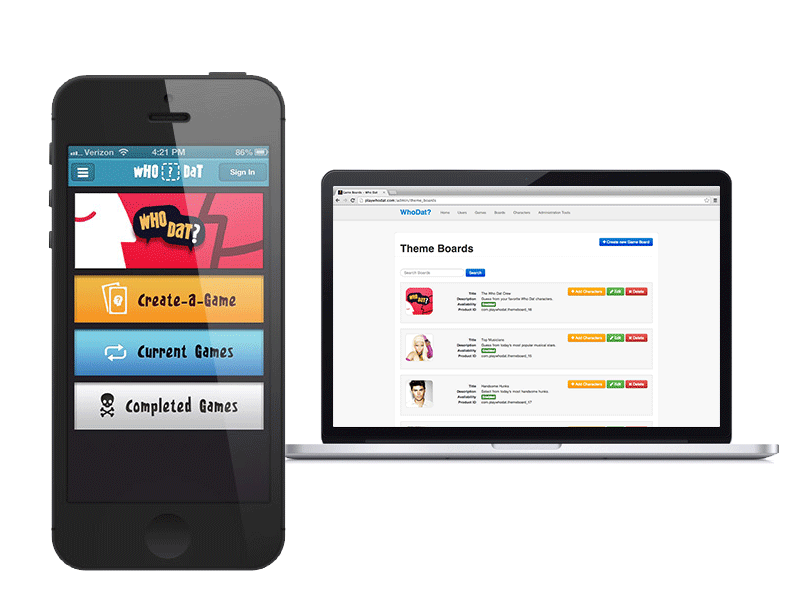 Verizon
4:21 PM
86%
WHO ? DAT
Sign In
WHO
DAT?
Create-a-Game
Current Games
Completed Games
Game Boards - Who Dat
playwhodat.com/admin/theme_boards
WhoDat?
Home
Users
Games
Boards
Characters
Administration Tools
Create new Game Board
Theme Boards
Search Boards
Search
WHO
DAT?
Title The Who Dat Crew
Description Guess from your favorite Who Dat characters.
Availability Enabled
Product ID com.playwhodat.themeboard_16
Add Characters
Edit
Delete
Title Top Musicians
Description Guess from today's most popular musical stars.
Availability Enabled
Product ID com.playwhodat.themeboard_15
Add Characters
Edit
Delete
Title Handsome Hunks
Description Select from today's most handsome hunks.
Availability Enabled
Product ID com.playwhodat.themeboard_17
Add Characters
Edit
Delete